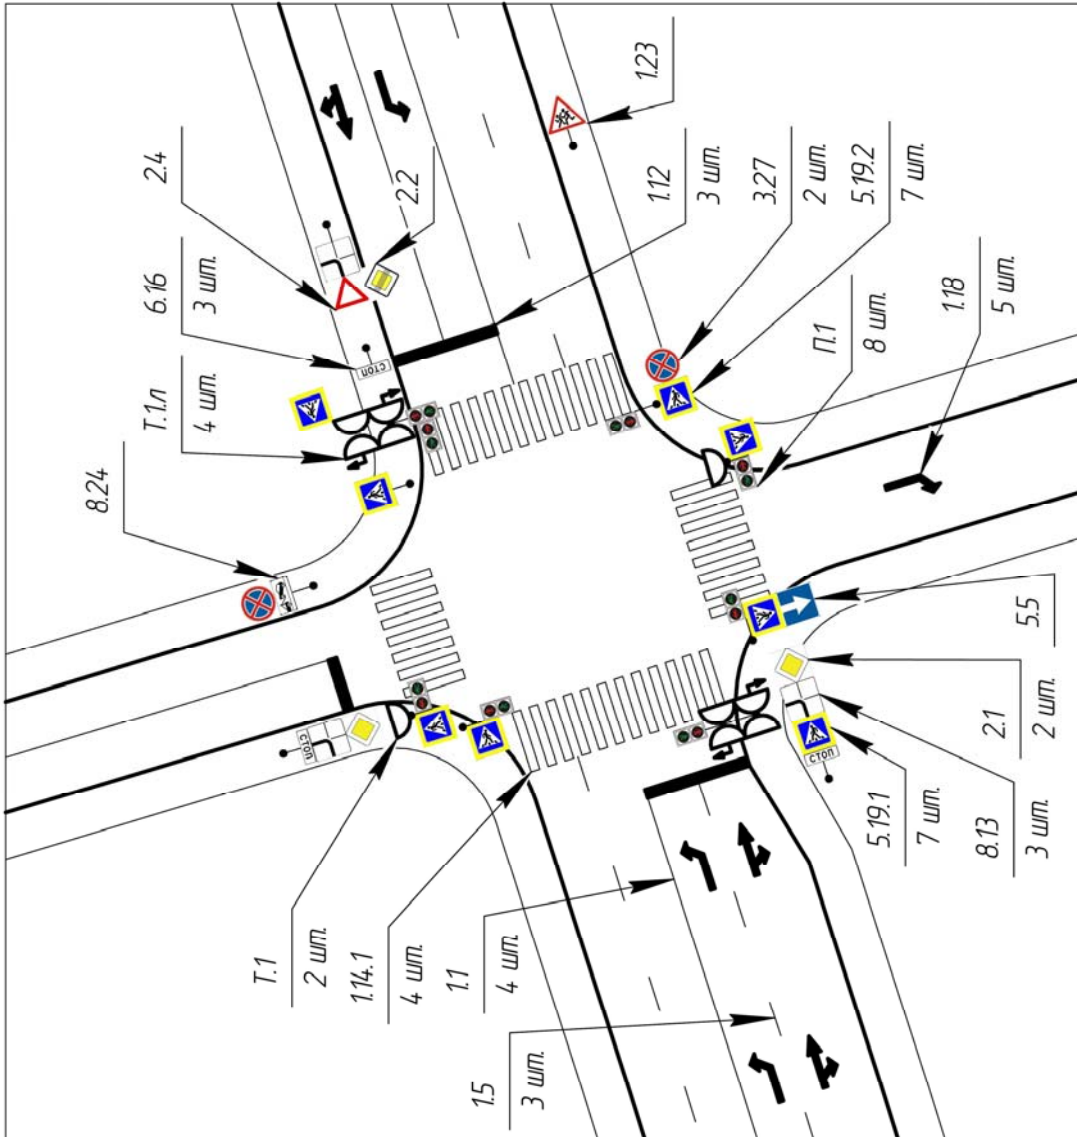 2.4
6.16
3 шт.
Т.1.л
4 шт.
8.24
2.2
1.23
1.12
3 шт.
3.27
2 шт.
5.19.2
7 шт.
П.1
8 шт.
1.18
5 шт.
5.5
2.1
2 шт.
8.13
3 шт.
5.19.1
7 шт.
Т.1
2 шт.
1.14.1
4 шт.
1.1
4 шт.
1.5
3 шт.
СТОП
СТОП
СТОП